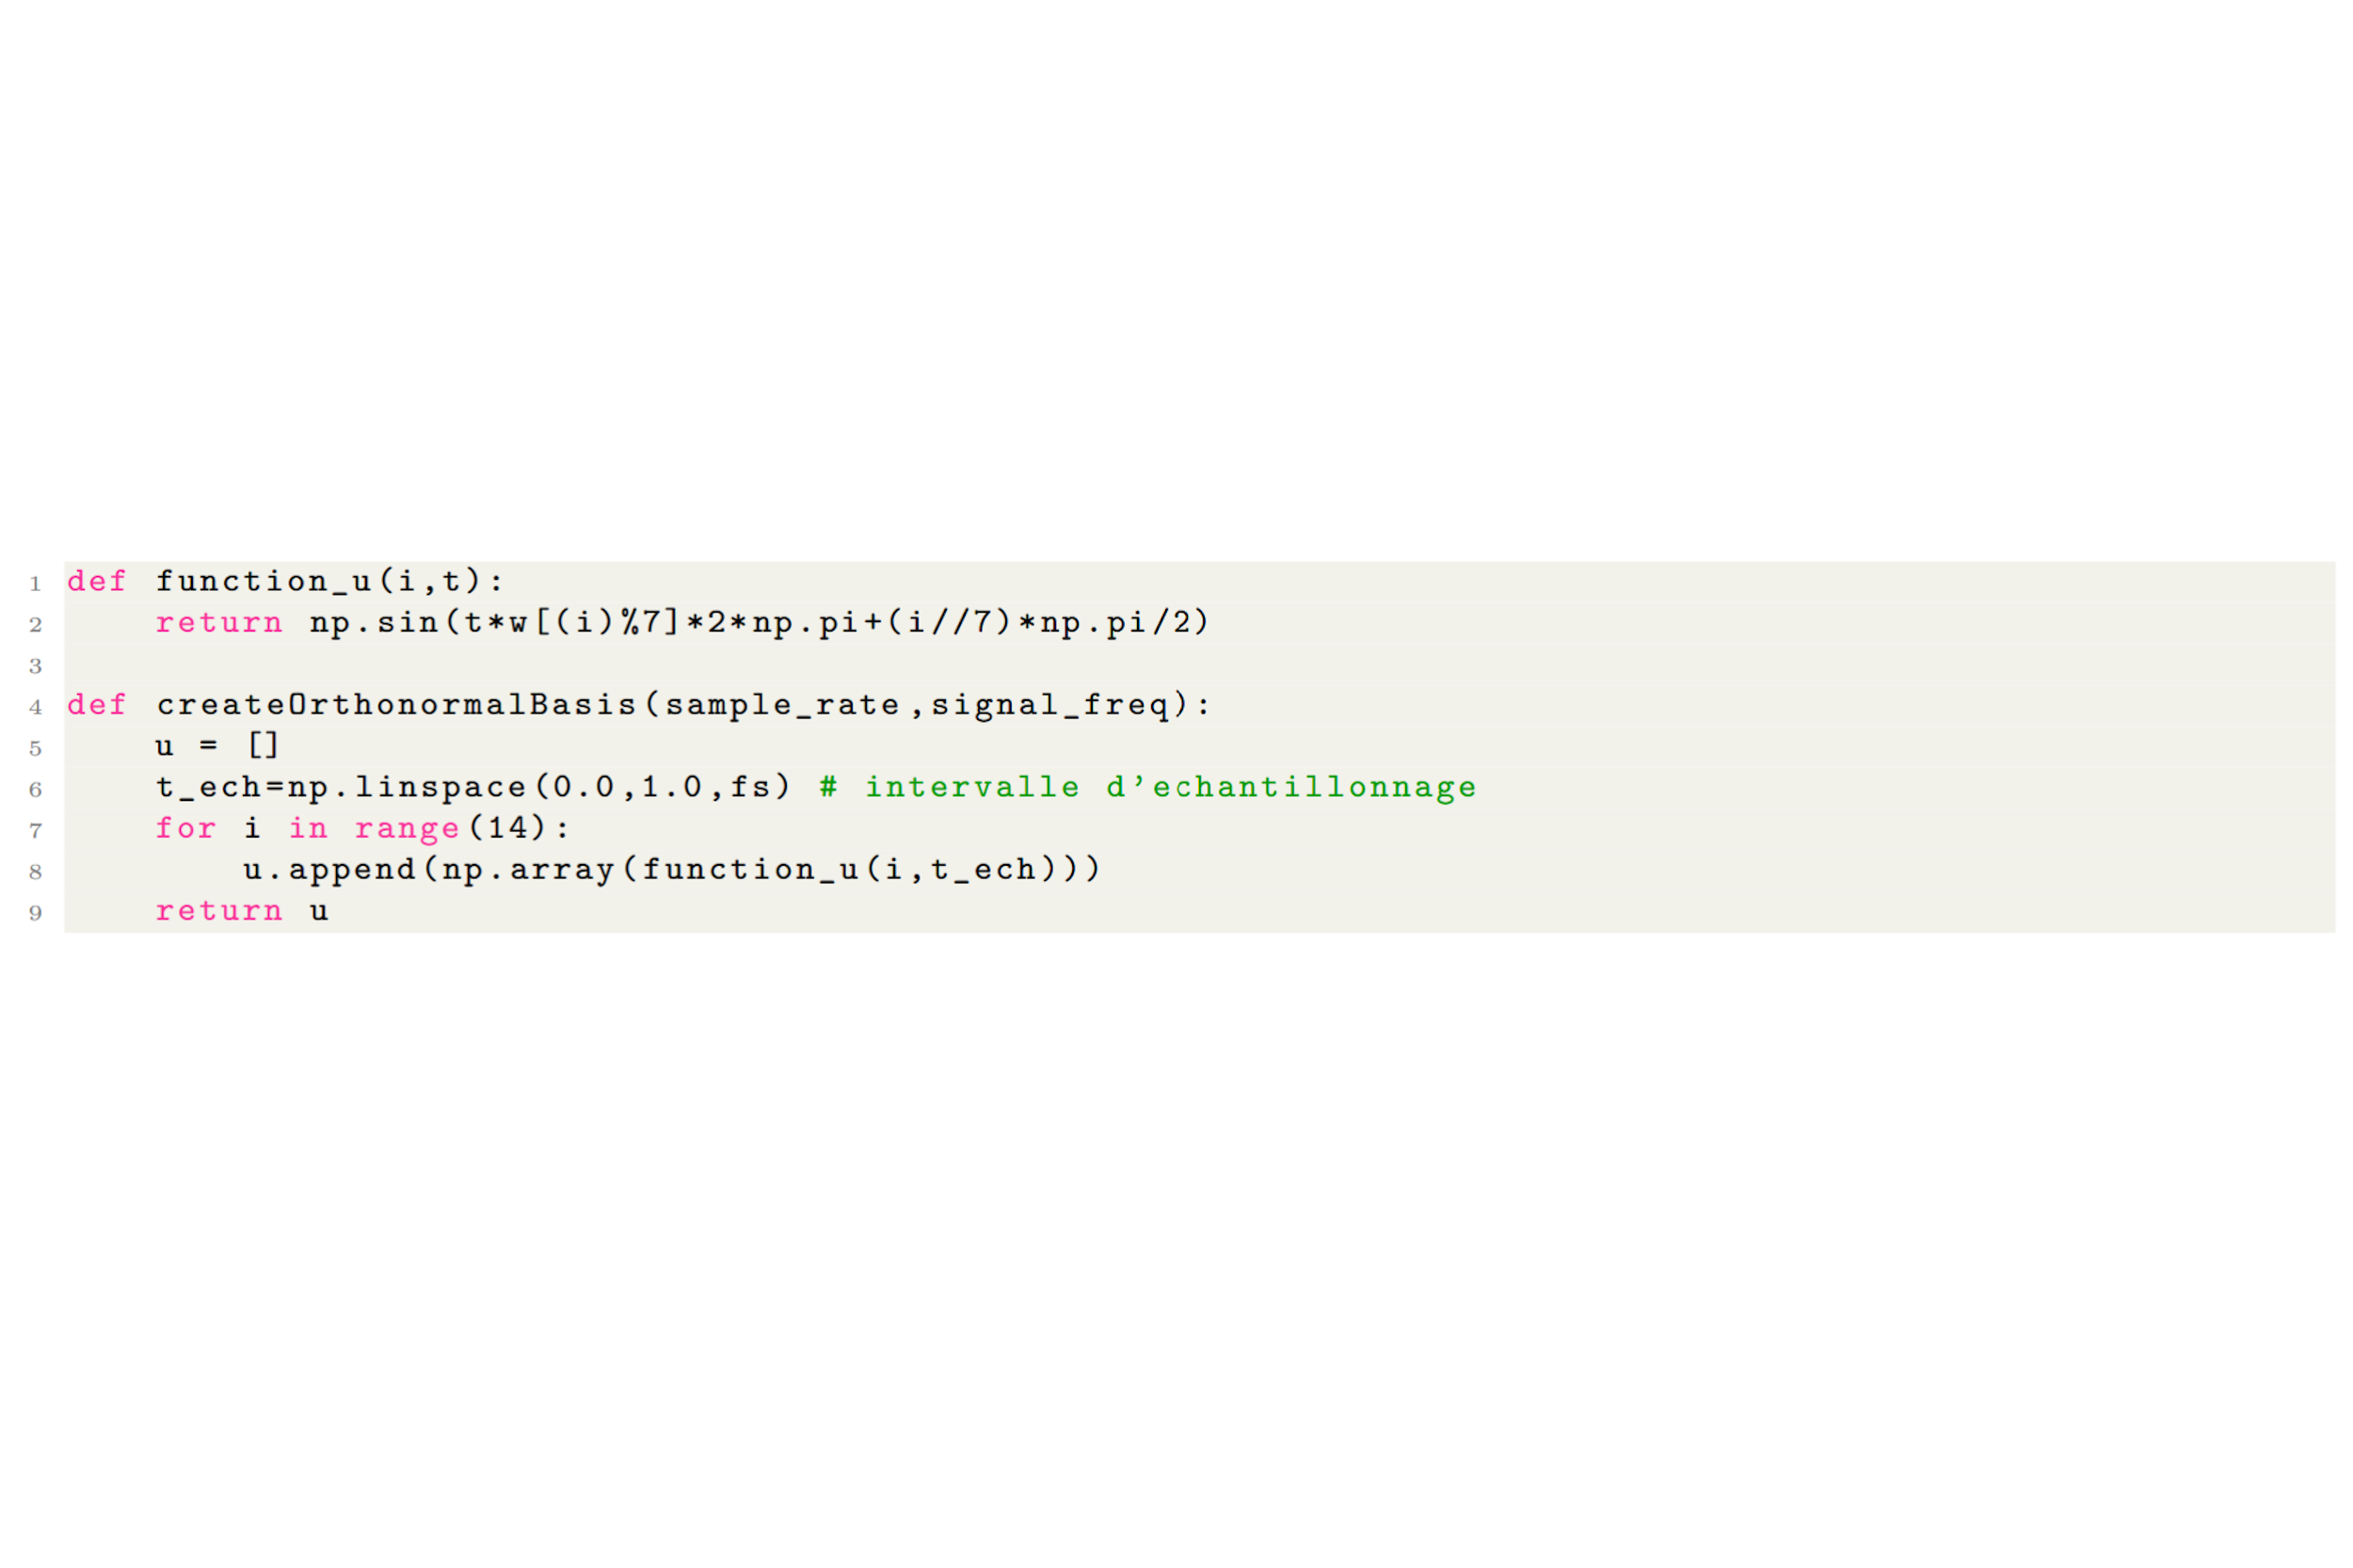 1 def function_u(i,t):
2     return np.sin(t*w[(i)%7]*2*np.pi+(i//7)*np.pi/2)
3
4 def createOrthonormalBasis(sample_rate,signal_freq):
5     u = []
6     t_ech=np.linspace(0.0,1.0,fs) # intervalle d'echantillonnage
7     for i in range(14):
8         u.append(np.array(function_u(i,t_ech)))
9     return u